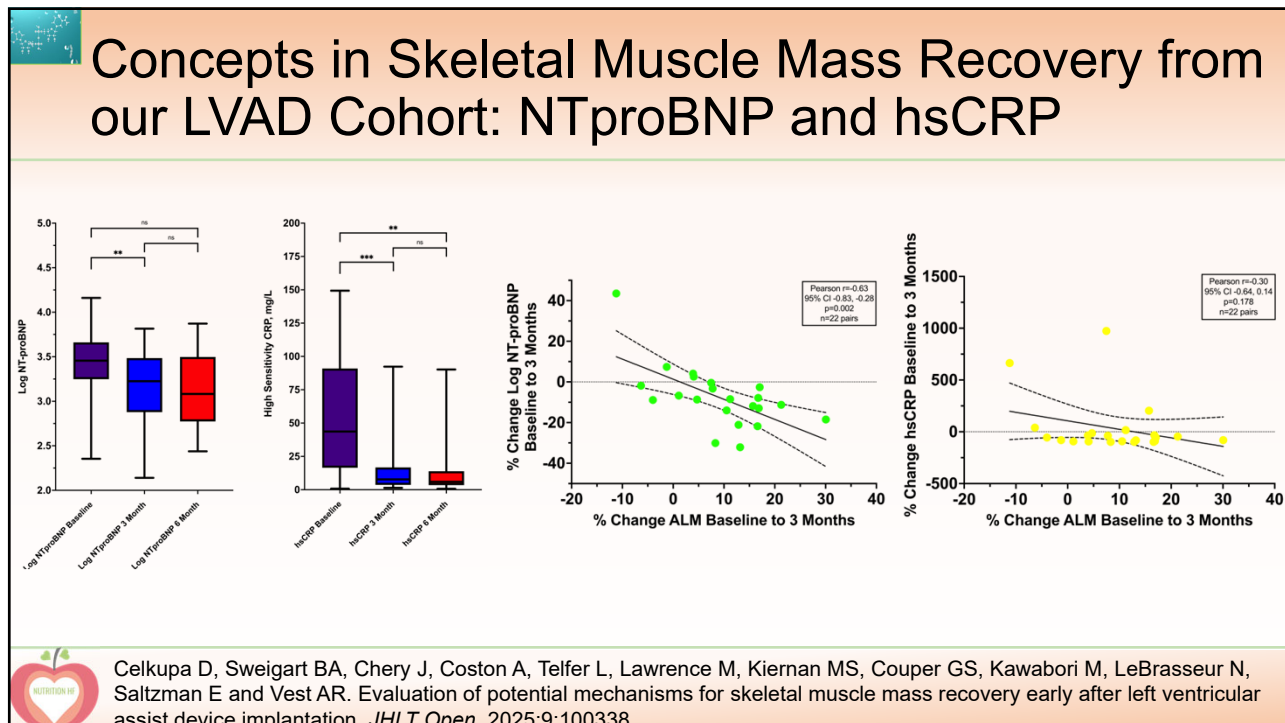 Concepts in Skeletal Muscle Mass Recovery from
our LVAD Cohort: NTproBNP and hsCRP
5.0
4.5
4.0
3.5
3.0
2.5
2.0
Log NT-proBNP
ns
**
ns
Log NTproBNP Baseline
Log NTproBNP 3 Month
Log NTproBNP 6 Month
200
175
150
125
100
75
50
25
0
High Sensitivity CRP, mg/L
**
***
ns
hsCRP Baseline
hsCRP 3 Month
hsCRP 6 Month
% Change Log NT-proBNP
Baseline to 3 Months
40
20
0
-20
-40
-20
-10
0
10
20
30
40
% Change ALM Baseline to 3 Months
Pearson r=-0.63
95% CI -0.83, -0.28
p=0.002
n=22 pairs
% Change hsCRP Baseline to 3 Months
1500
1000
500
0
-500
-20
-10
0
10
20
30
40
% Change ALM Baseline to 3 Months
Pearson r=-0.30
95% CI -0.64, 0.14
p=0.178
n=22 pairs
NUTRITION HF
Celkupa D, Sweigart BA, Chery J, Coston A, Telfer L, Lawrence M, Kiernan MS, Couper GS, Kawabori M, LeBrasseur N,
Saltzman E and Vest AR. Evaluation of potential mechanisms for skeletal muscle mass recovery early after left ventricular
assist device implantation. JHLT Open. 2025;9:100338